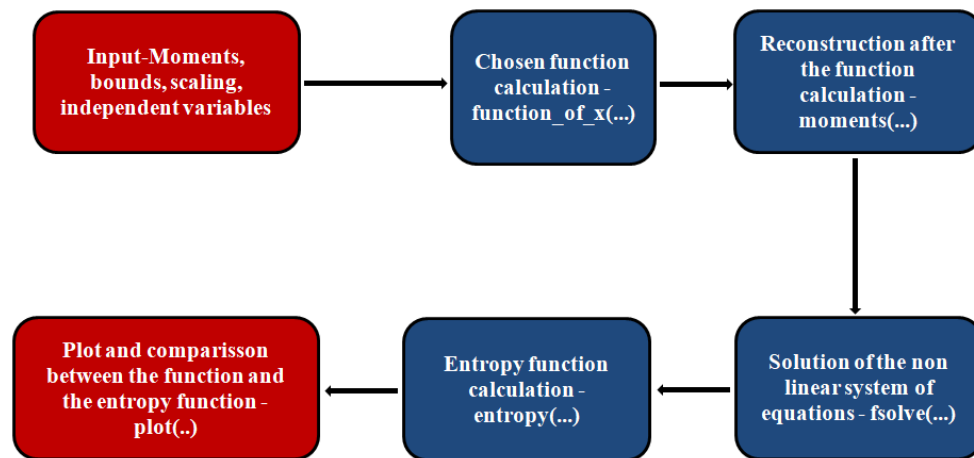 Input-Moments,
bounds, scaling,
independent variables
Chosen function
calculation -
function_of_x(...)
Reconstruction after
the function
calculation -
moments(...)
Solution of the non
linear system of
equations - fsolve(...)
Entropy function
calculation -
entropy(...)
Plot and comparisson
between the function and
the entropy function -
plot(..)